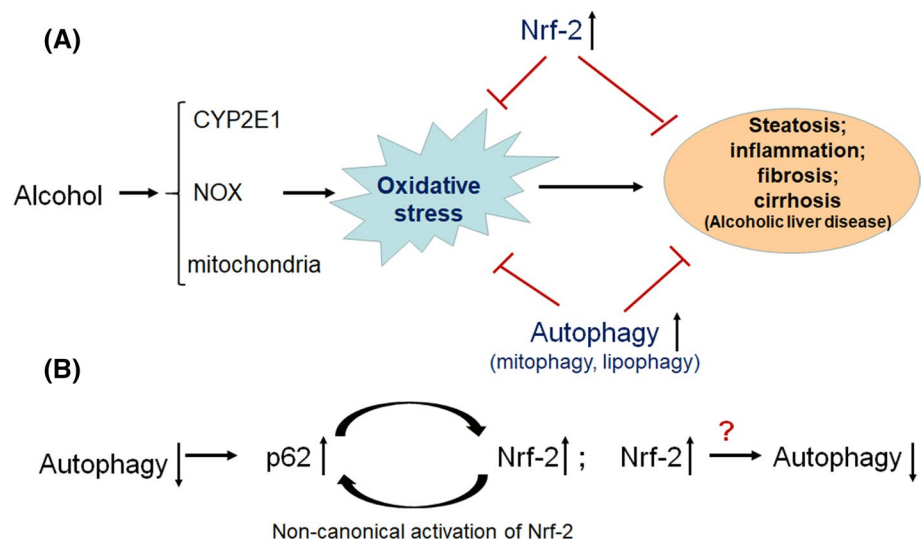 (A)
Nrf-2↑
CYP2E1
Alcohol
NOX
mitochondria
Oxidative
stress
Steatosis;
inflammation;
fibrosis;
cirrhosis
(Alcoholic liver disease)
Autophagy↑
(mitophagy, lipophagy)
(B)
Autophagy↓ → p62↑ Nrf-2↑; Nrf-2↑ → Autophagy↓
?
Non-canonical activation of Nrf-2